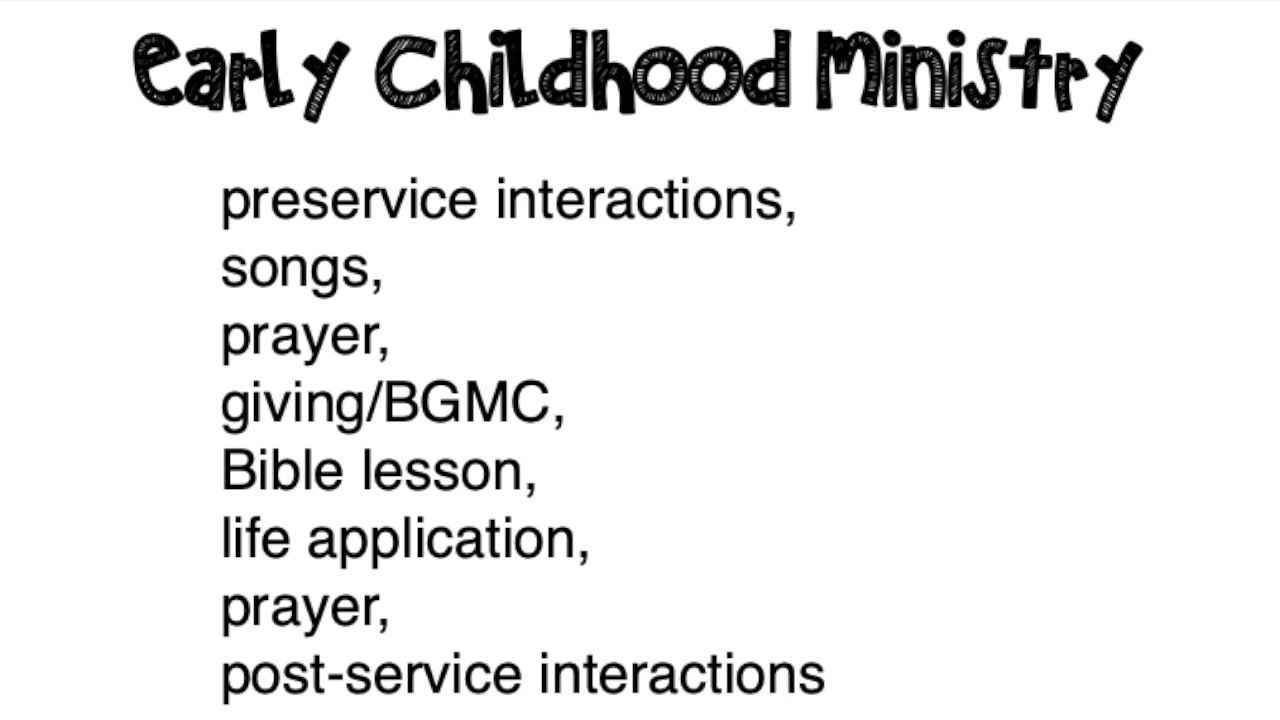 Early Childhood Ministry
preservice interactions,
songs,
prayer,
giving/BGMC,
Bible lesson,
life application,
prayer,
post-service interactions